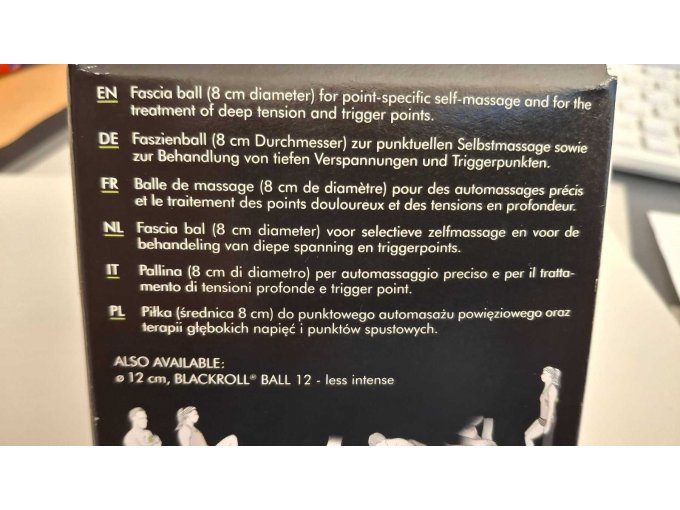 EN Fascia ball (8 cm diameter) for point-specific self-massage and for the
treatment of deep tension and trigger points.
DE Faszienball (8 cm Durchmesser) zur punktuellen Selbstmassage sowie
zur Behandlung von tiefen Verspannungen und Triggerpunkten.
FR Balle de massage (8 cm de diamètre) pour des automassages précis
et le traitement des points douloureux et des tensions en profondeur.
NL Fascia bal (8 cm diameter) voor selectieve zelfmassage en voor de
behandeling van diepe spanning en triggerpoints.
IT Pallina (8 cm di diametro) per automassaggio preciso e per il tratta-
mento di tensioni profonde e trigger point.
PL Piłka (średnica 8 cm) do punktowego automasażu powięziowego oraz
terapii głębokich napięć i punktów spustowych.
ALSO AVAILABLE:
ø 12 cm, BLACKROLL® BALL 12 - less intense